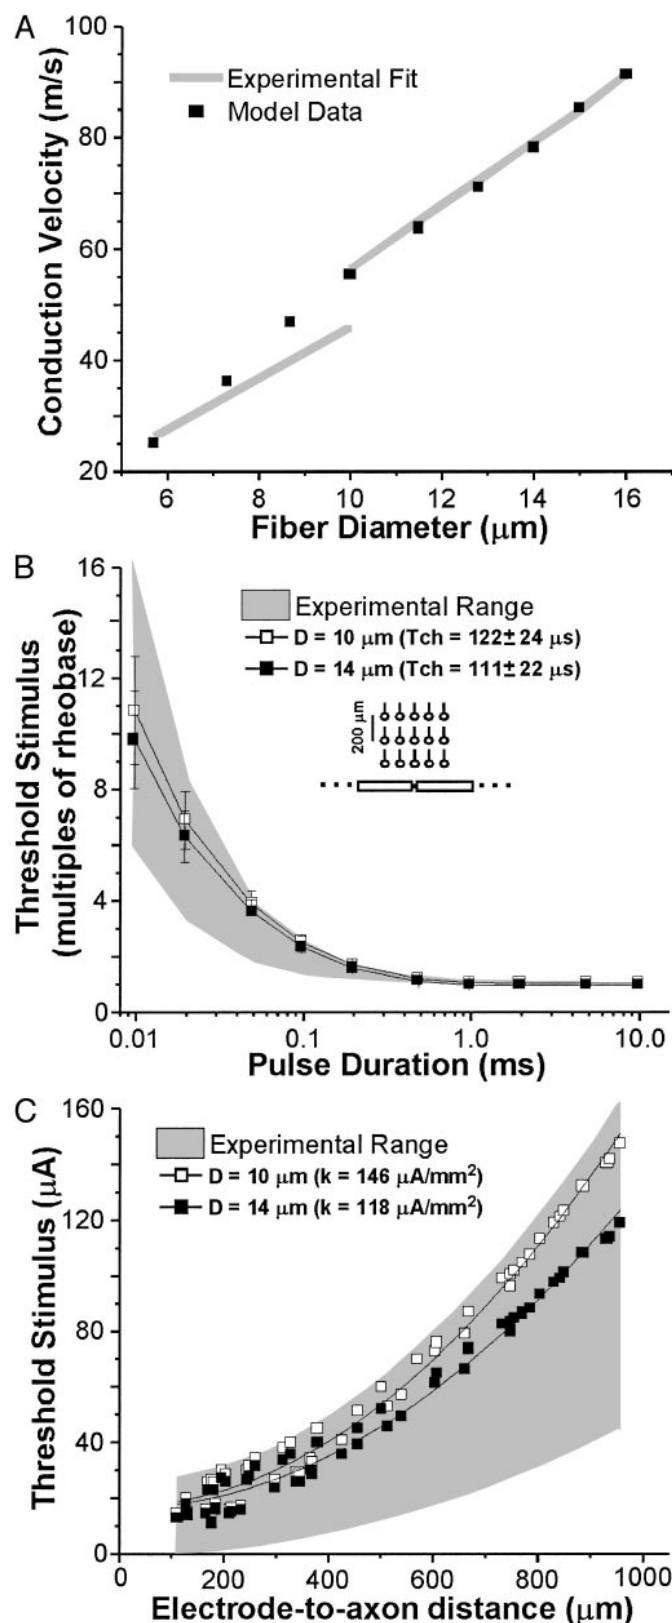 A
100
80
60
40
20
Conduction Velocity (m/s)
Experimental Fit
Model Data
6 8 10 12 14 16
Fiber Diameter (μm)
B
16
12
8
4
0
Threshold Stimulus
(multiples of rheobase)
Experimental Range
D = 10 μm (Tch = 122± 24 μs)
D = 14 μm (Tch = 111± 22 μs)
200 μm
0.01 0.1 1.0 10.0
Pulse Duration (ms)
C
160
120
80
40
0
Threshold Stimulus (μA)
Experimental Range
D = 10 μm (k = 146 μA/mm²)
D = 14 μm (k = 118 μA/mm²)
0 200 400 600 800 1000
Electrode-to-axon distance (μm)